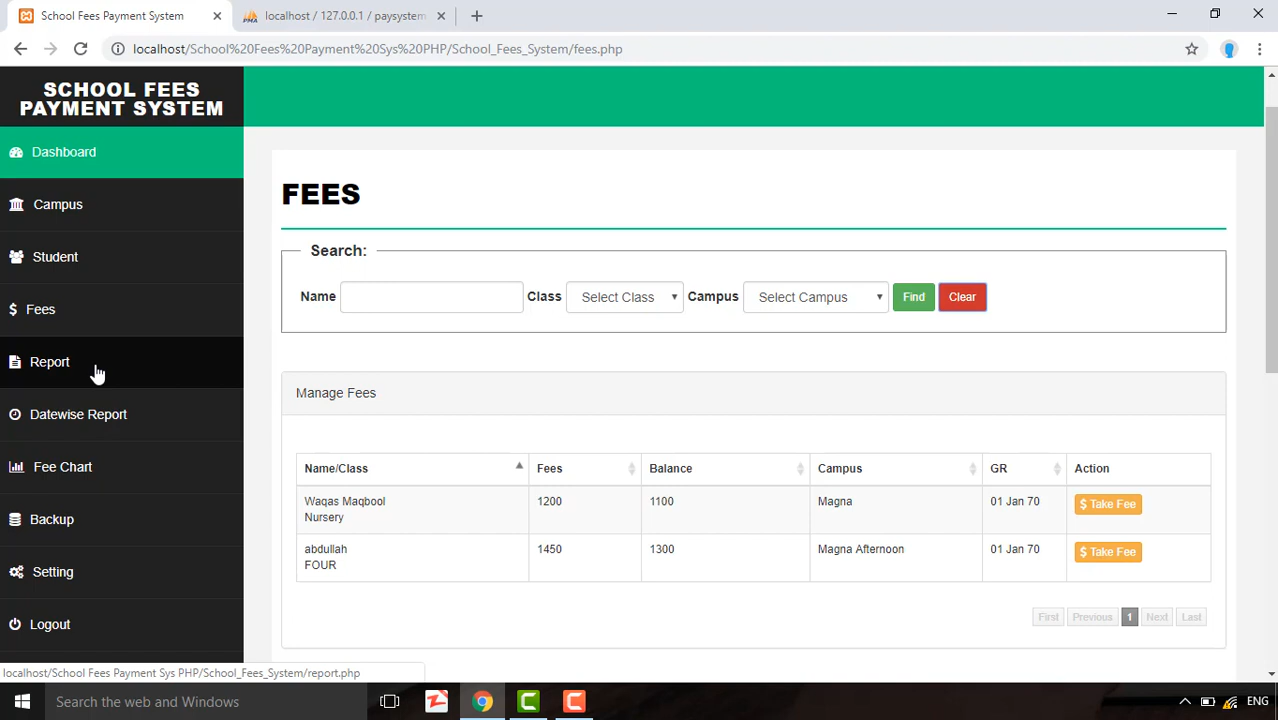 School Fees Payment System
localhost / 127.0.0.1 / paysystem
localhost/School%20Fees%20Payment%20Sys%20PHP/School_Fees_System/fees.php
SCHOOL FEES
PAYMENT SYSTEM
Dashboard
Campus
Student
$ Fees
Report
Datewise Report
Fee Chart
Backup
Setting
Logout
FEES
Search:
Name Class Select Class Campus Select Campus Find Clear
Manage Fees
Name/Class Fees Balance Campus GR Action
Waqas Maqbool 1200 1100 Magna 01 Jan 70 $ Take Fee
Nursery
abdullah 1450 1300 Magna Afternoon 01 Jan 70 $ Take Fee
FOUR
First Previous 1 Next Last
localhost/School Fees Payment Sys PHP/School_Fees_System/report.php
Search the web and Windows
ENG